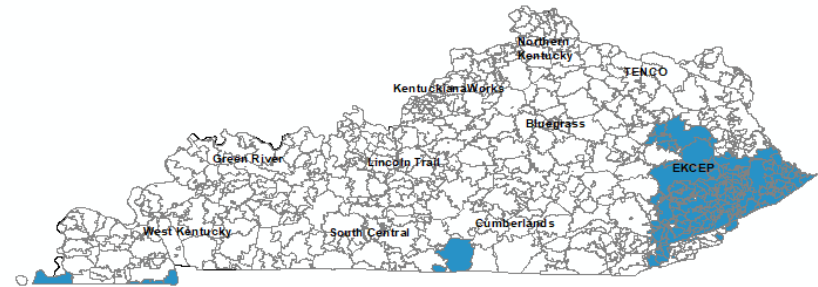 Northern
Kentucky
TENCO
KentuckianaWorks
Bluegrass
Green River
Lincoln Trail
EKCEP
Cumberlands
West Kentucky
South Central